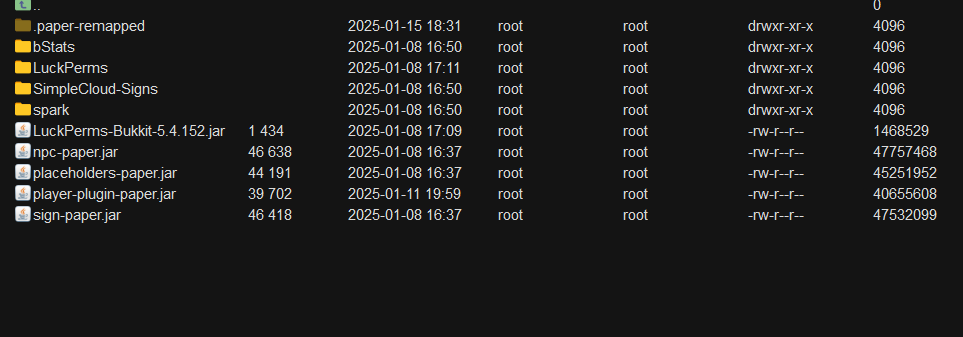 .. 0
.paper-remapped 2025-01-15 18:31 root root drwxr-xr-x 4096
bStats 2025-01-08 16:50 root root drwxr-xr-x 4096
LuckPerms 2025-01-08 17:11 root root drwxr-xr-x 4096
SimpleCloud-Signs 2025-01-08 16:50 root root drwxr-xr-x 4096
spark 2025-01-08 16:50 root root drwxr-xr-x 4096
LuckPerms-Bukkit-5.4.152.jar 1 434 2025-01-08 17:09 root root -rw-r--r-- 1468529
npc-paper.jar 46 638 2025-01-08 16:37 root root -rw-r--r-- 47757468
placeholders-paper.jar 44 191 2025-01-08 16:37 root root -rw-r--r-- 45251952
player-plugin-paper.jar 39 702 2025-01-11 19:59 root root -rw-r--r-- 40655608
sign-paper.jar 46 418 2025-01-08 16:37 root root -rw-r--r-- 47532099